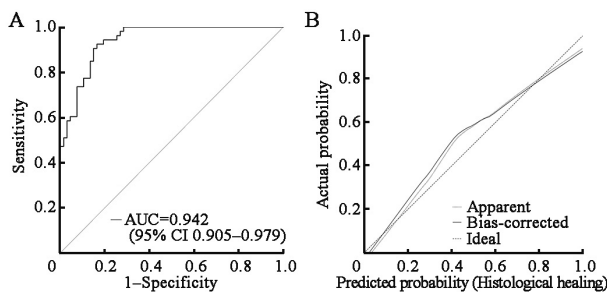 A
1.0
0.8
0.6
0.4
0.2
Sensitivity
AUC=0.942
(95% CI 0.905–0.979)
0 0.2 0.4 0.6 0.8 1.0
1–Specificity
B
1.0
0.8
0.6
0.4
0.2
Actual probability
Apparent
Bias-corrected
Ideal
0 0.2 0.4 0.6 0.8 1.0
Predicted probability (Histological healing)